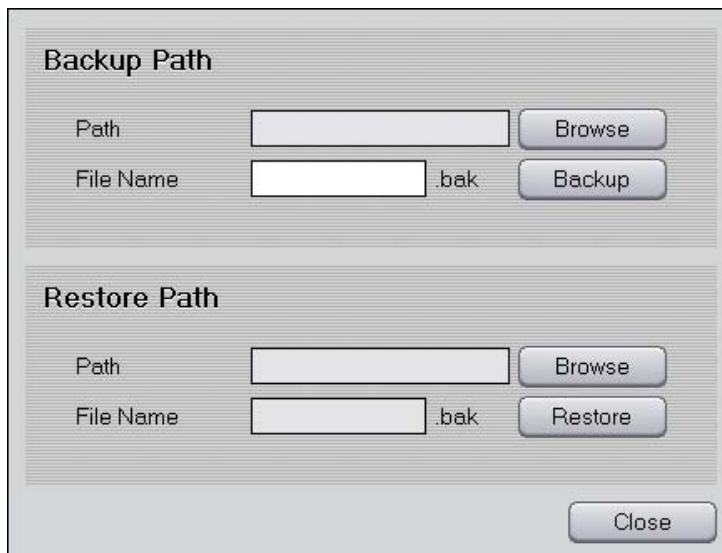 Backup Path
Path Browse
File Name .bak Backup
Restore Path
Path Browse
File Name .bak Restore
Close